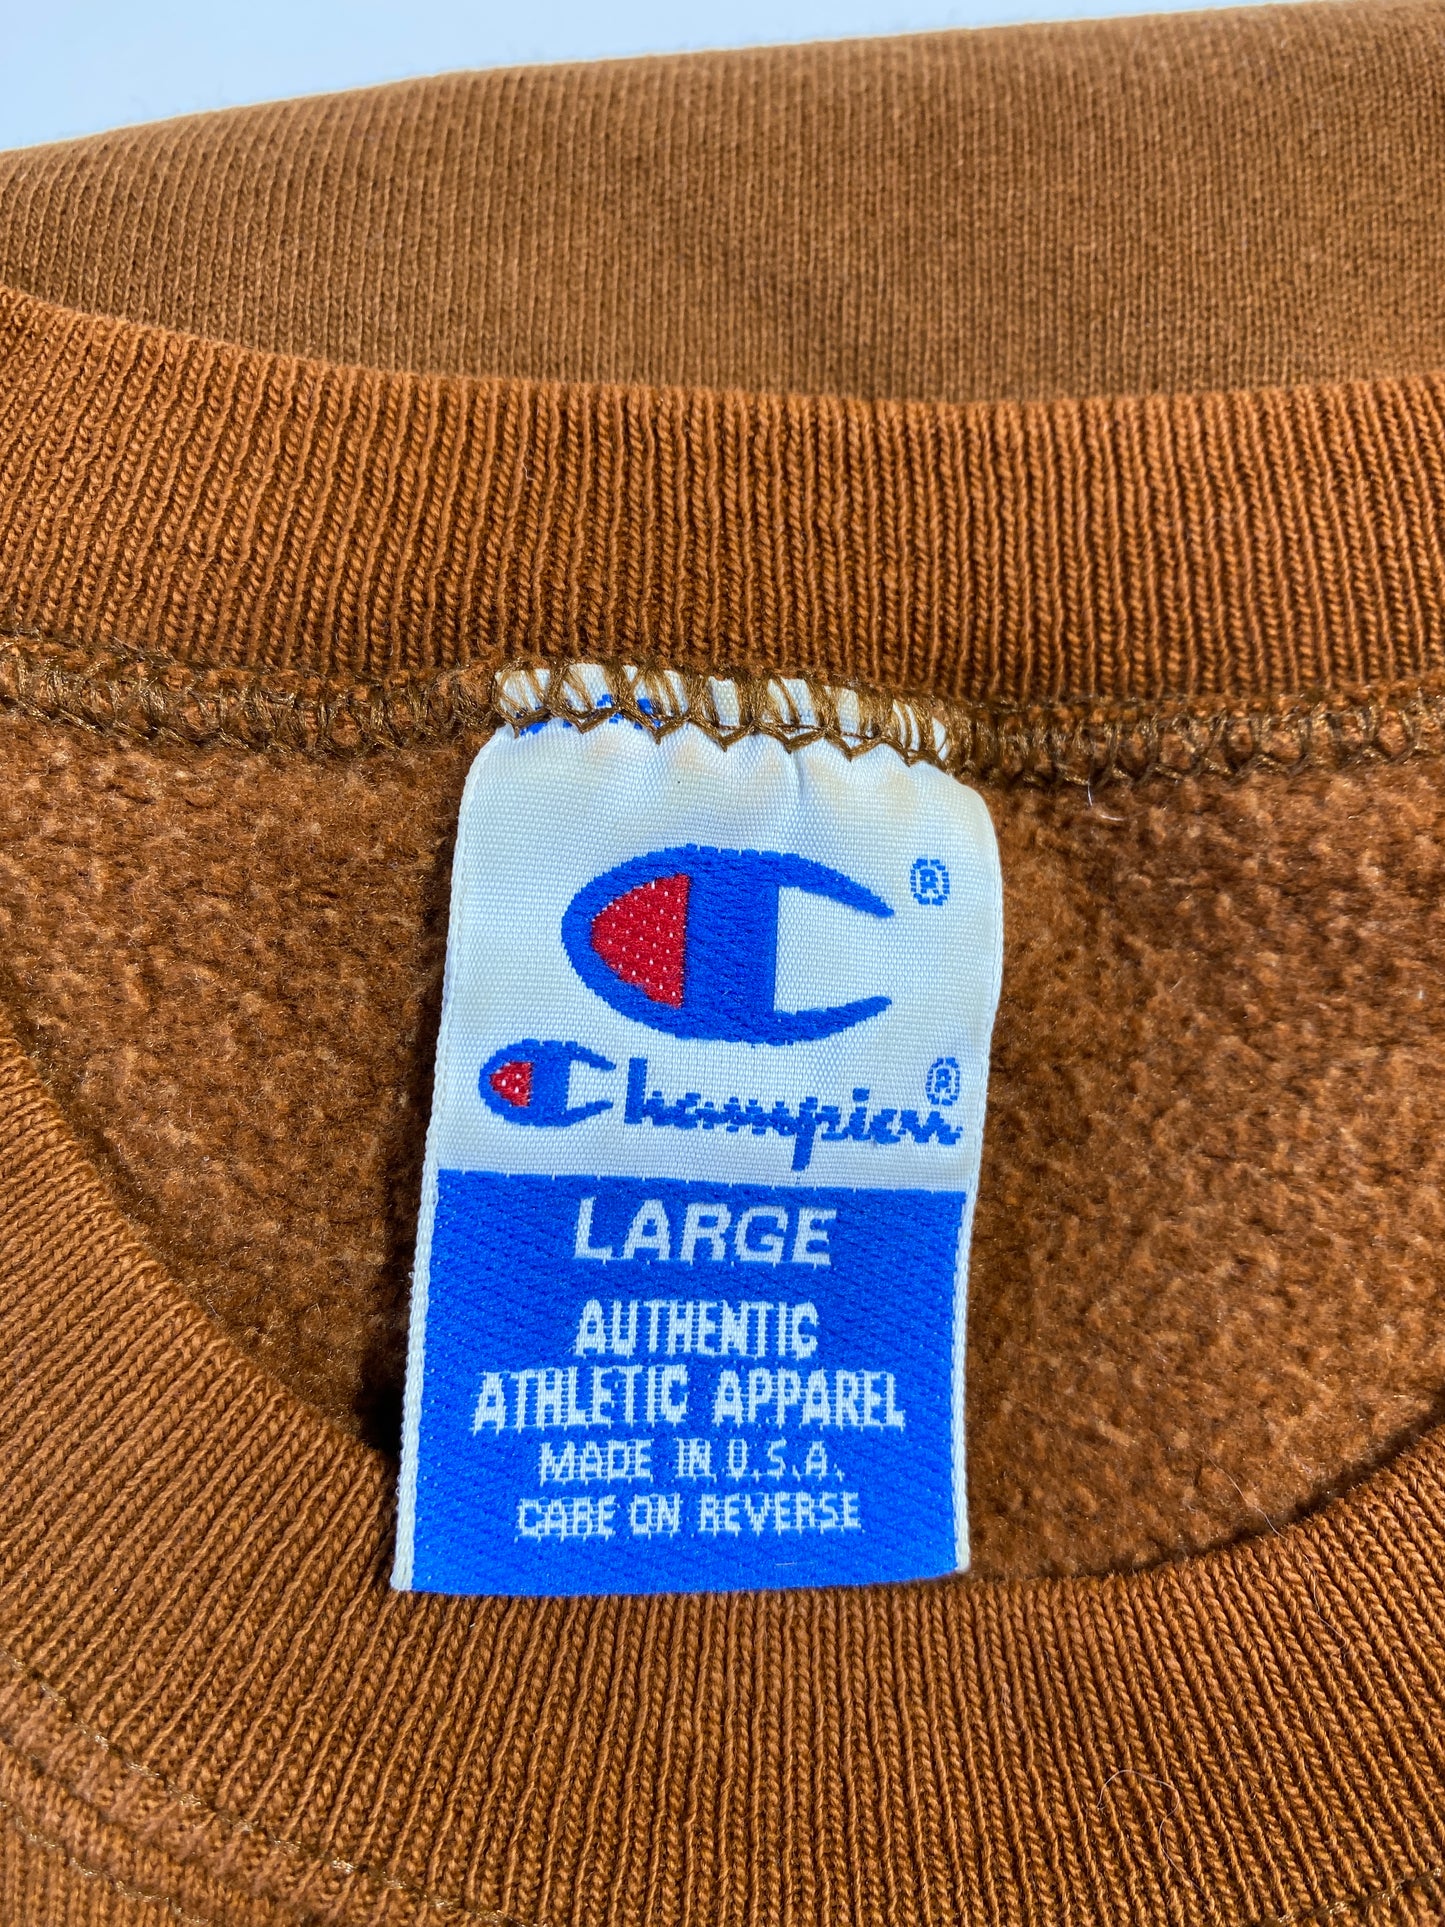 ®
Champion®
LARGE
AUTHENTIC
ATHLETIC APPAREL
MADE IN U.S.A.
CARE ON REVERSE